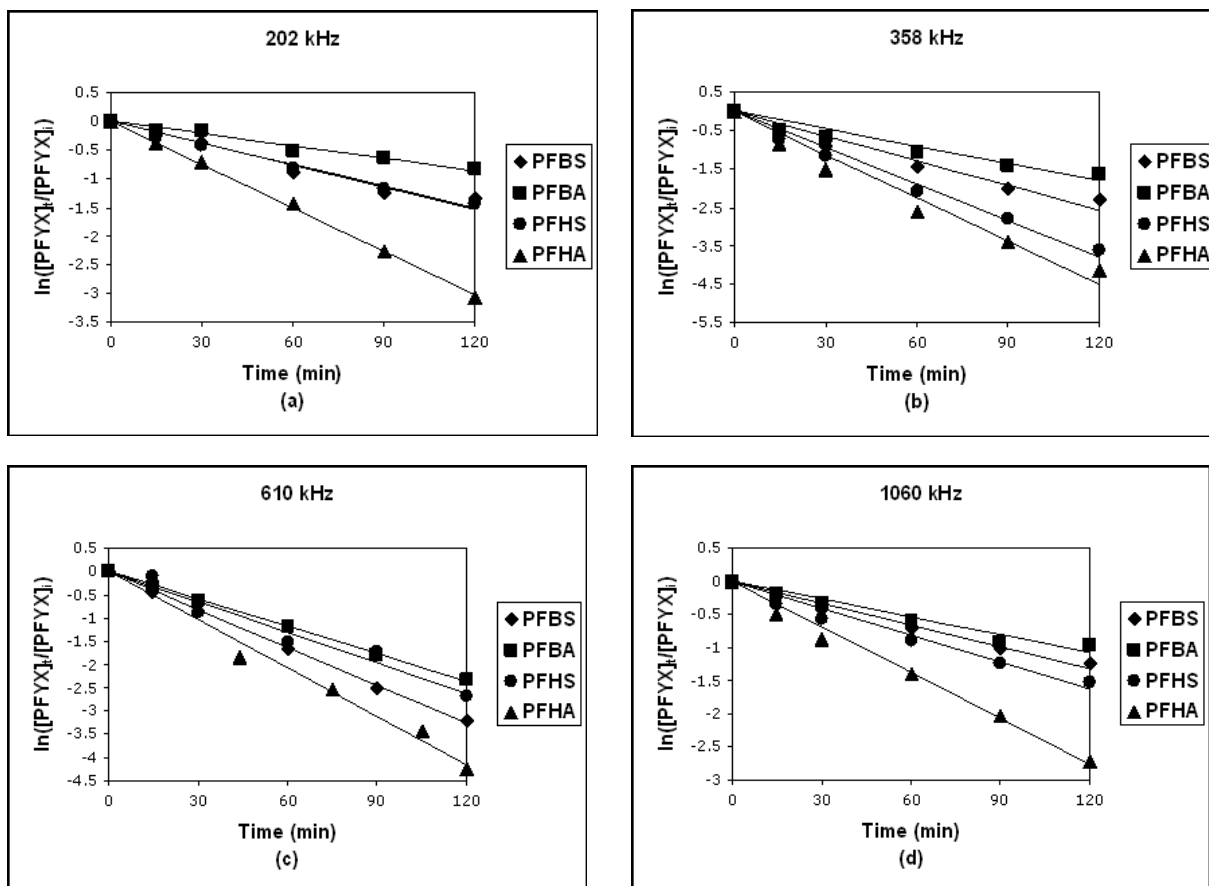 202 kHz
ln([PFYX]t/[PFYX]i)
0.5
0
-0.5
-1
-1.5
-2
-2.5
-3
-3.5
0 30 60 90 120
Time (min)
(a)
PFBS
PFBA
PFHS
PFHA
358 kHz
ln([PFYX]t/[PFYX]i)
0.5
-0.5
-1.5
-2.5
-3.5
-4.5
-5.5
0 30 60 90 120
Time (min)
(b)
PFBS
PFBA
PFHS
PFHA
610 kHz
ln([PFYX]t/[PFYX]i)
0.5
0
-0.5
-1
-1.5
-2
-2.5
-3
-3.5
-4
-4.5
0 30 60 90 120
Time (min)
(c)
PFBS
PFBA
PFHS
PFHA
1060 kHz
ln([PFYX]t/[PFYX]i)
0.5
0
-0.5
-1
-1.5
-2
-2.5
-3
0 30 60 90 120
Time (min)
(d)
PFBS
PFBA
PFHS
PFHA